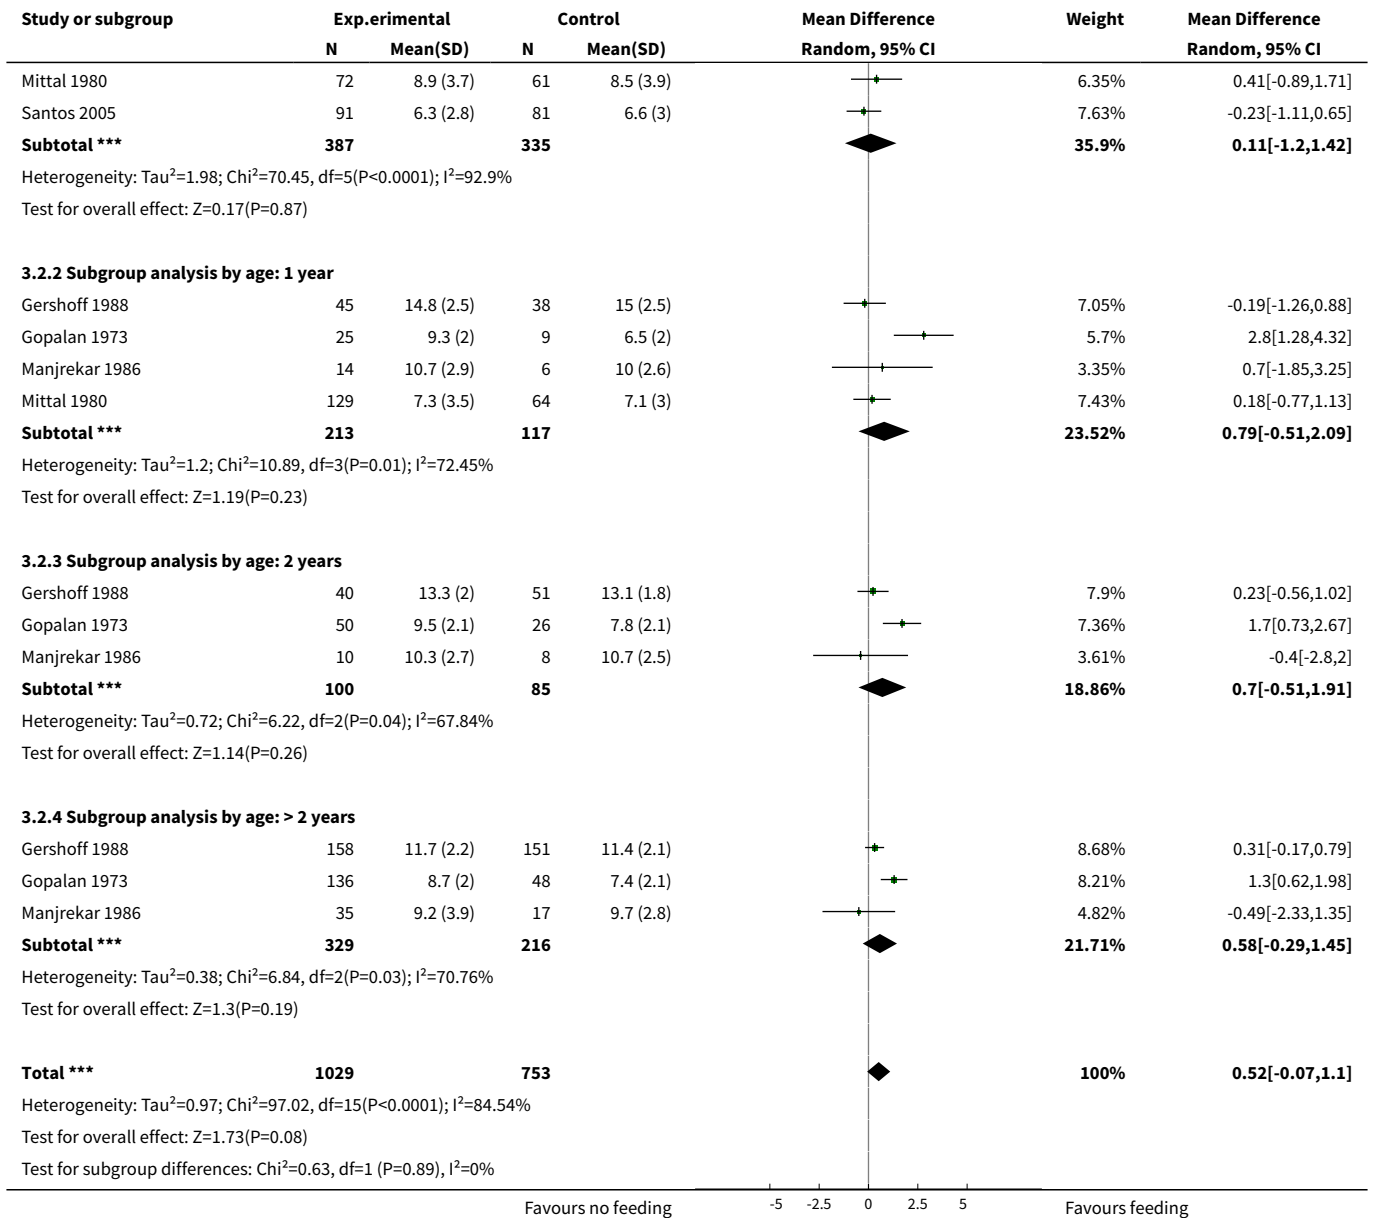 Study or subgroup Exp.erimental Control Mean Difference Weight Mean Difference
N Mean(SD) N Mean(SD) Random, 95% CI Random, 95% CI
Mittal 1980 72 8.9 (3.7) 61 8.5 (3.9) 6.35% 0.41[-0.89,1.71]
Santos 2005 91 6.3 (2.8) 81 6.6 (3) 7.63% -0.23[-1.11,0.65]
Subtotal *** 387 335 35.9% 0.11[-1.2,1.42]
Heterogeneity: Tau²=1.98; Chi²=70.45, df=5(P<0.0001); I²=92.9%
Test for overall effect: Z=0.17(P=0.87)
3.2.2 Subgroup analysis by age: 1 year
Gershoff 1988 45 14.8 (2.5) 38 15 (2.5) 7.05% -0.19[-1.26,0.88]
Gopalan 1973 25 9.3 (2) 9 6.5 (2) 5.7% 2.8[1.28,4.32]
Manjrekar 1986 14 10.7 (2.9) 6 10 (2.6) 3.35% 0.7[-1.85,3.25]
Mittal 1980 129 7.3 (3.5) 64 7.1 (3) 7.43% 0.18[-0.77,1.13]
Subtotal *** 213 117 23.52% 0.79[-0.51,2.09]
Heterogeneity: Tau²=1.2; Chi²=10.89, df=3(P=0.01); I²=72.45%
Test for overall effect: Z=1.19(P=0.23)
3.2.3 Subgroup analysis by age: 2 years
Gershoff 1988 40 13.3 (2) 51 13.1 (1.8) 7.9% 0.23[-0.56,1.02]
Gopalan 1973 50 9.5 (2.1) 26 7.8 (2.1) 7.36% 1.7[0.73,2.67]
Manjrekar 1986 10 10.3 (2.7) 8 10.7 (2.5) 3.61% -0.4[-2.8,2]
Subtotal *** 100 85 18.86% 0.7[-0.51,1.91]
Heterogeneity: Tau²=0.72; Chi²=6.22, df=2(P=0.04); I²=67.84%
Test for overall effect: Z=1.14(P=0.26)
3.2.4 Subgroup analysis by age: > 2 years
Gershoff 1988 158 11.7 (2.2) 151 11.4 (2.1) 8.68% 0.31[-0.17,0.79]
Gopalan 1973 136 8.7 (2) 48 7.4 (2.1) 8.21% 1.3[0.62,1.98]
Manjrekar 1986 35 9.2 (3.9) 17 9.7 (2.8) 4.82% -0.49[-2.33,1.35]
Subtotal *** 329 216 21.71% 0.58[-0.29,1.45]
Heterogeneity: Tau²=0.38; Chi²=6.84, df=2(P=0.03); I²=70.76%
Test for overall effect: Z=1.3(P=0.19)
Total *** 1029 753 100% 0.52[-0.07,1.1]
Heterogeneity: Tau²=0.97; Chi²=97.02, df=15(P<0.0001); I²=84.54%
Test for overall effect: Z=1.73(P=0.08)
Test for subgroup differences: Chi²=0.63, df=1 (P=0.89), I²=0%
Favours no feeding -5 -2.5 0 2.5 5 Favours feeding